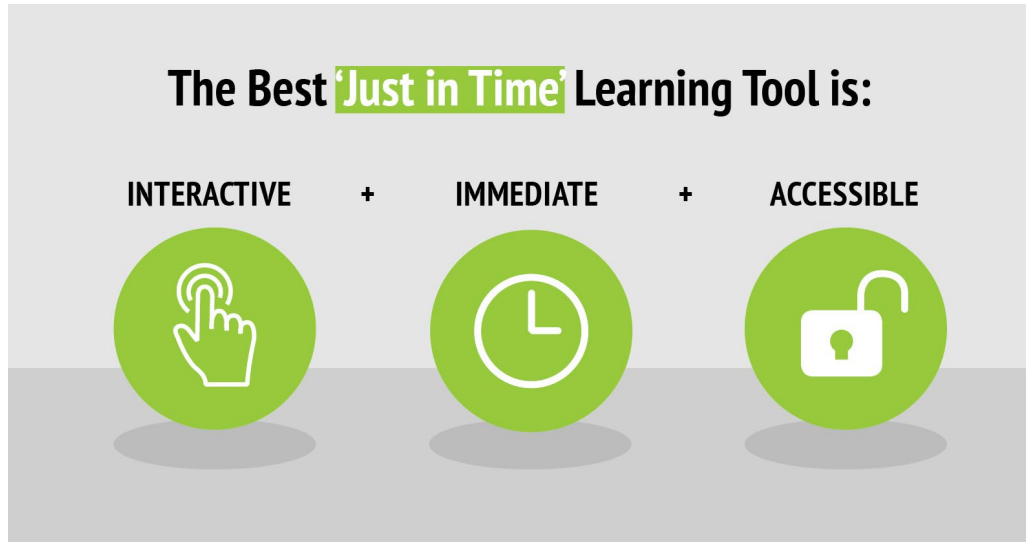 The Best ‘Just in Time’ Learning Tool is:
INTERACTIVE + IMMEDIATE + ACCESSIBLE